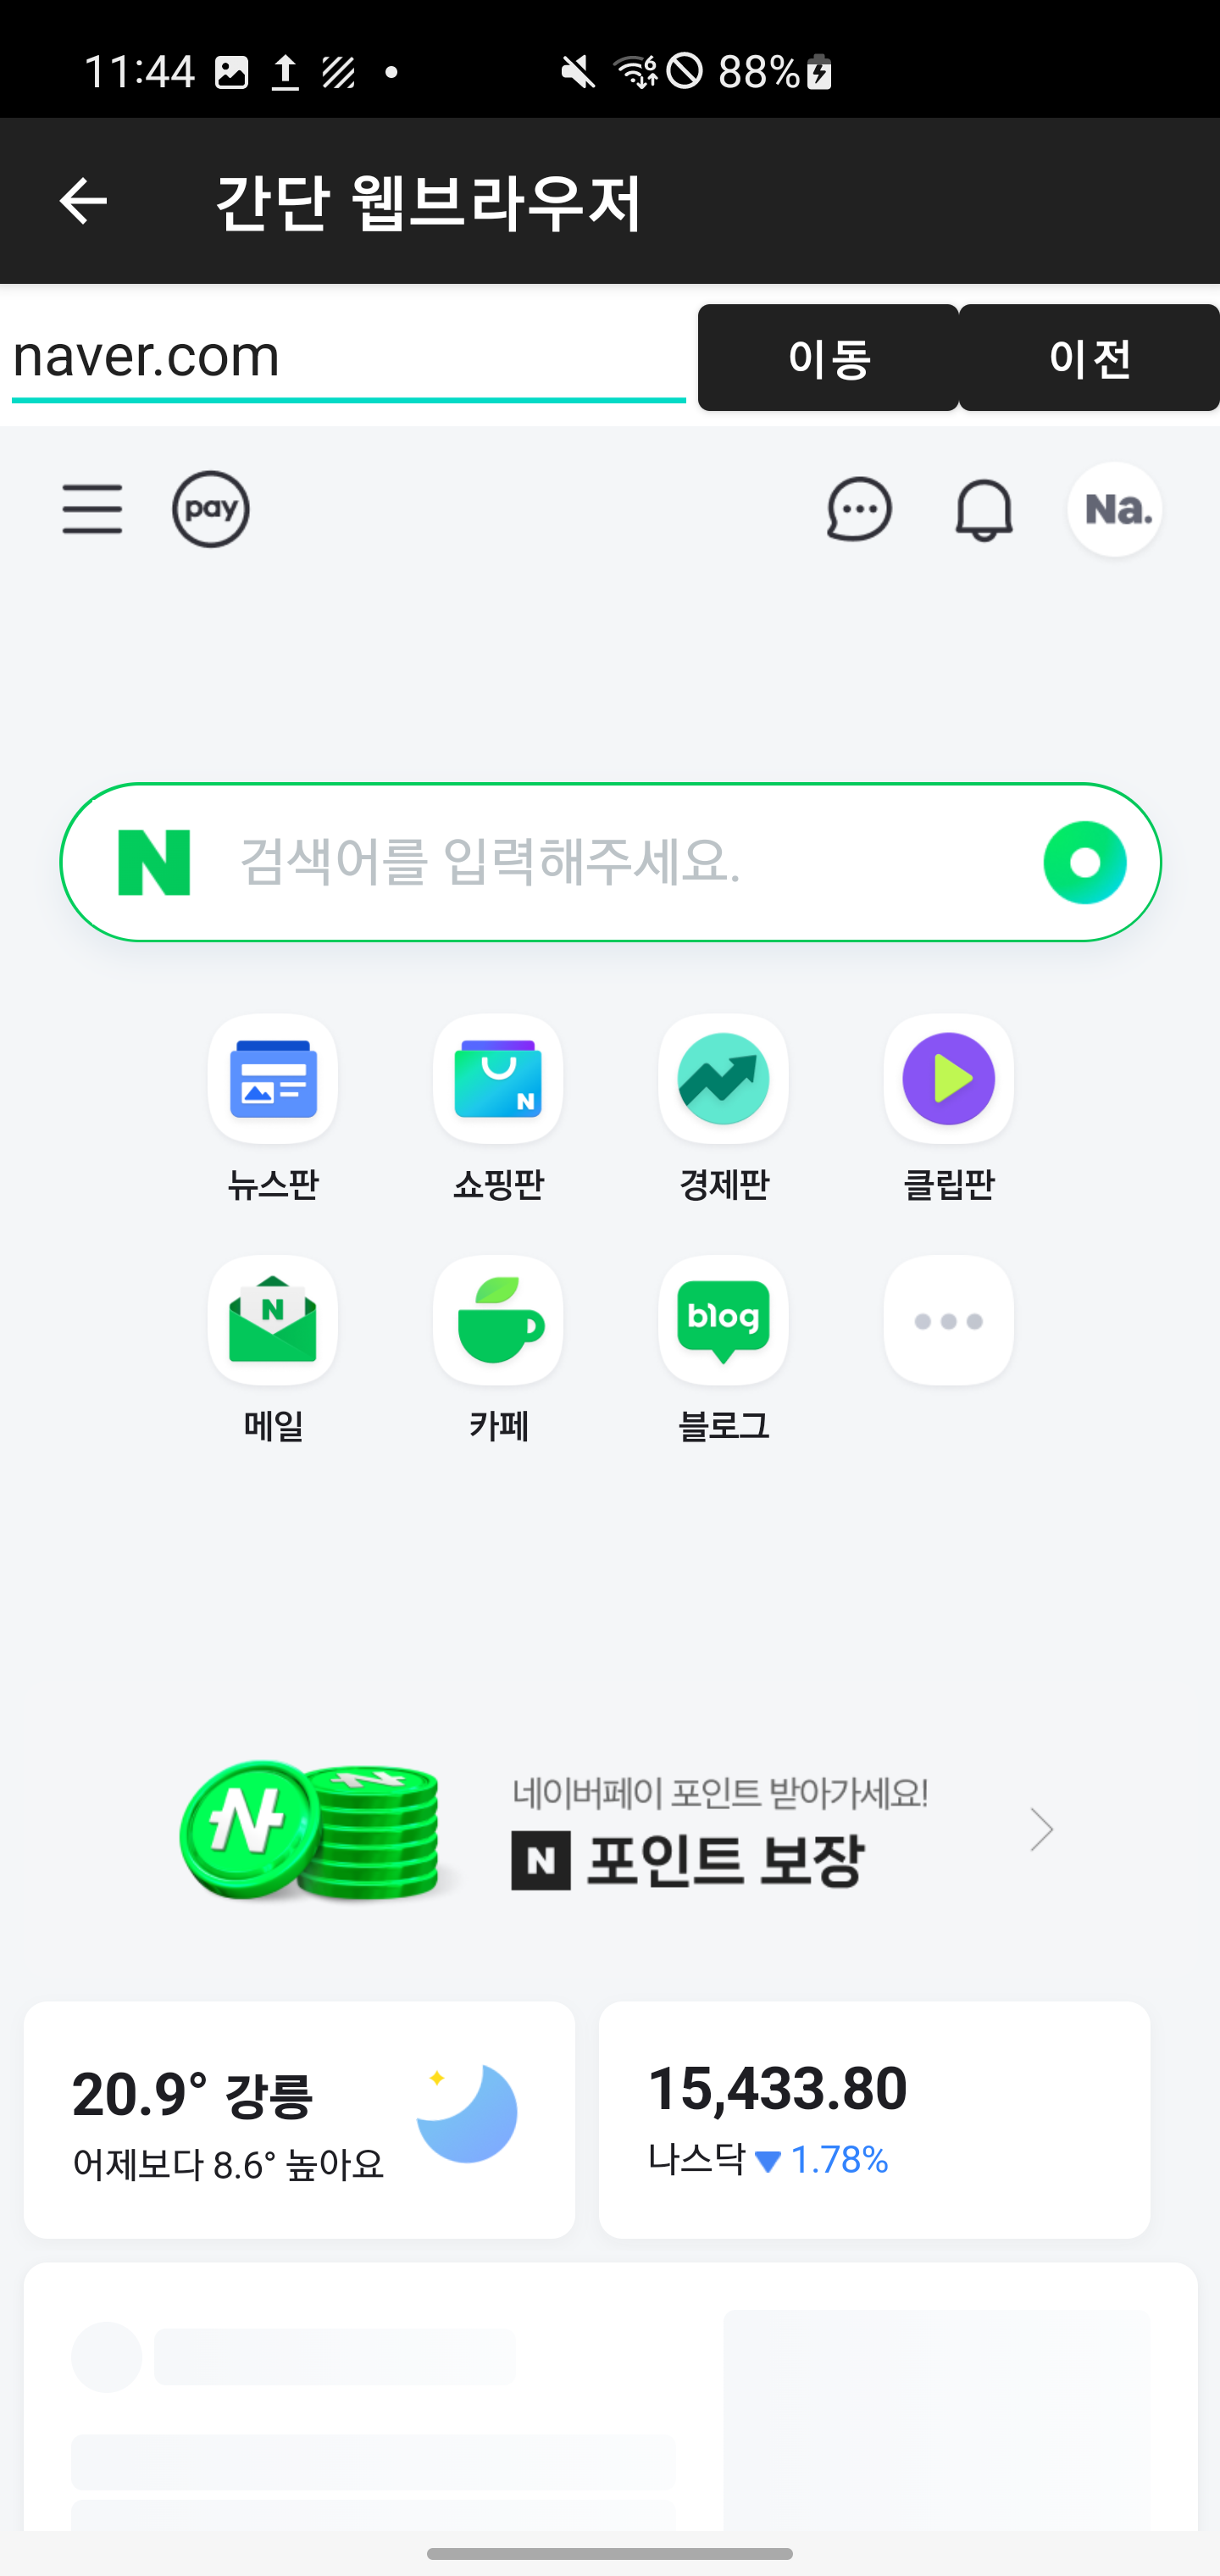 11:44
6
88%
간단 웹브라우저
naver.com
이동
이전
pay
Na.
N 검색어를 입력해주세요.
N
뉴스판
쇼핑판
경제판
클립판
N
blog
메일
카페
블로그
N
네이버페이 포인트 받아가세요!
N 포인트 보장
20.9° 강릉
어제보다 8.6° 높아요
15,433.80
나스닥 ▼ 1.78%